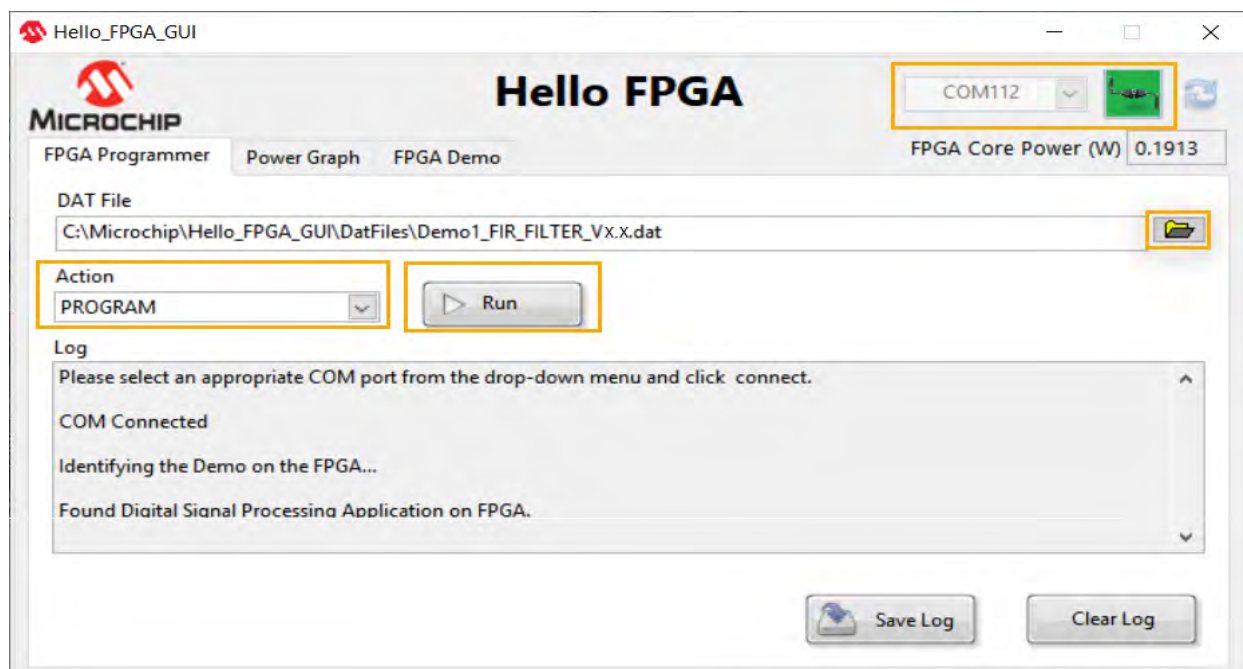 Hello_FPGA_GUI
MICROCHIP
Hello FPGA
COM112
FPGA Programmer
Power Graph
FPGA Demo
FPGA Core Power (W) 0.1913
DAT File
C:\Microchip\Hello_FPGA_GUI\DatFiles\Demo1_FIR_FILTER_Vx.x.dat
Action
PROGRAM
Run
Log
Please select an appropriate COM port from the drop-down menu and click  connect.
COM Connected
Identifying the Demo on the FPGA...
Found Digital Signal Processing Application on FPGA.
Save Log
Clear Log